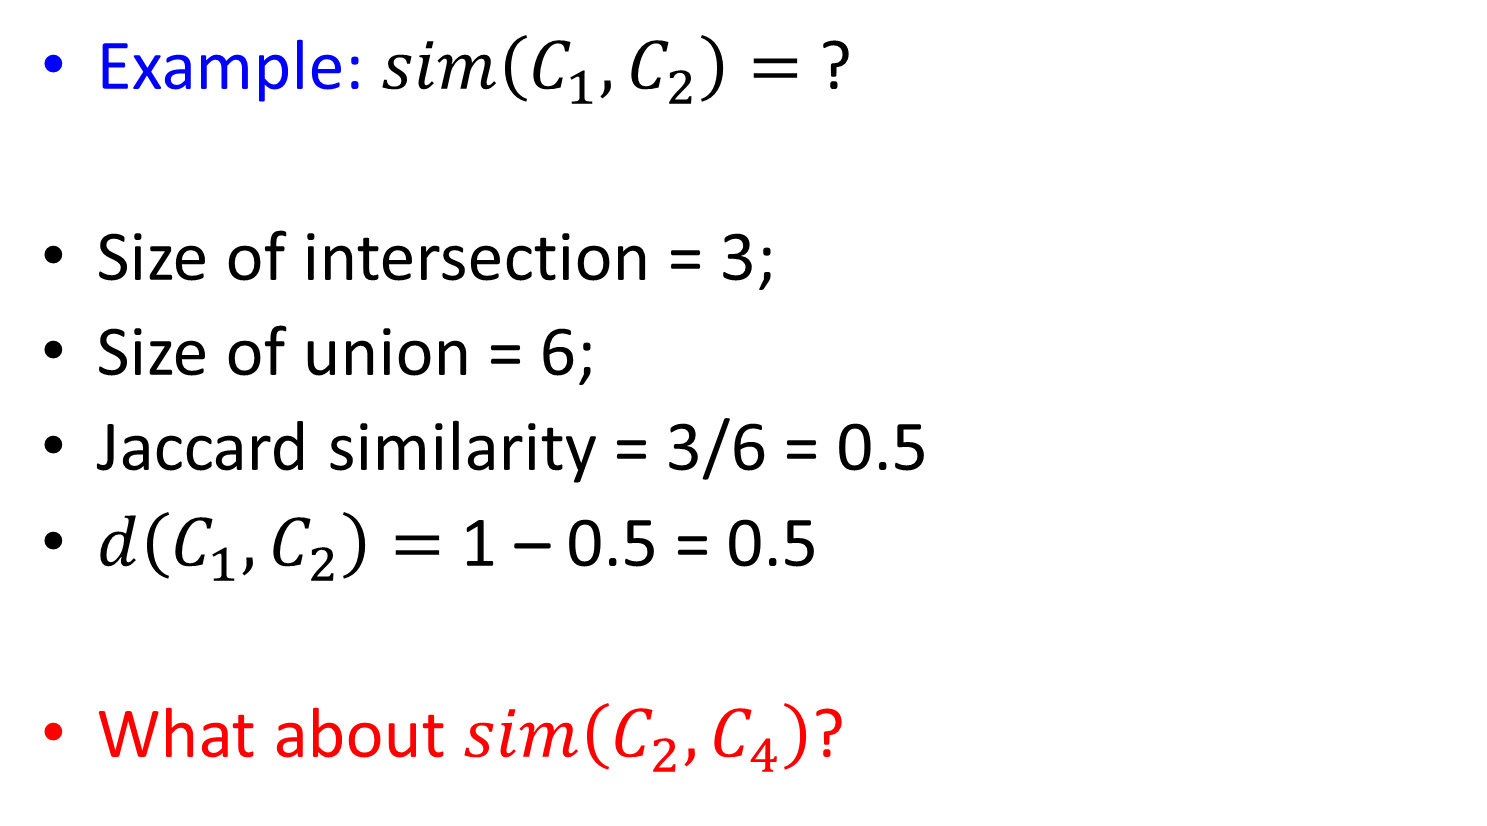 • Example: 𝑠𝑖𝑚(𝐶₁, 𝐶₂) = ?
• Size of intersection = 3;
• Size of union = 6;
• Jaccard similarity = 3/6 = 0.5
• 𝑑(𝐶₁, 𝐶₂) = 1 – 0.5 = 0.5
• What about 𝑠𝑖𝑚(𝐶₂, 𝐶₄)?